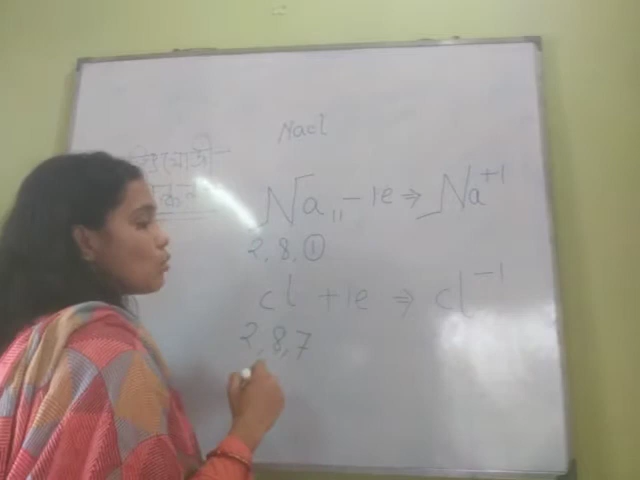 NaCl
Na₁₁ - 1e ⇒ Na⁺¹
2, 8, ①
Cl + 1e ⇒ Cl⁻¹
2, 8, 7